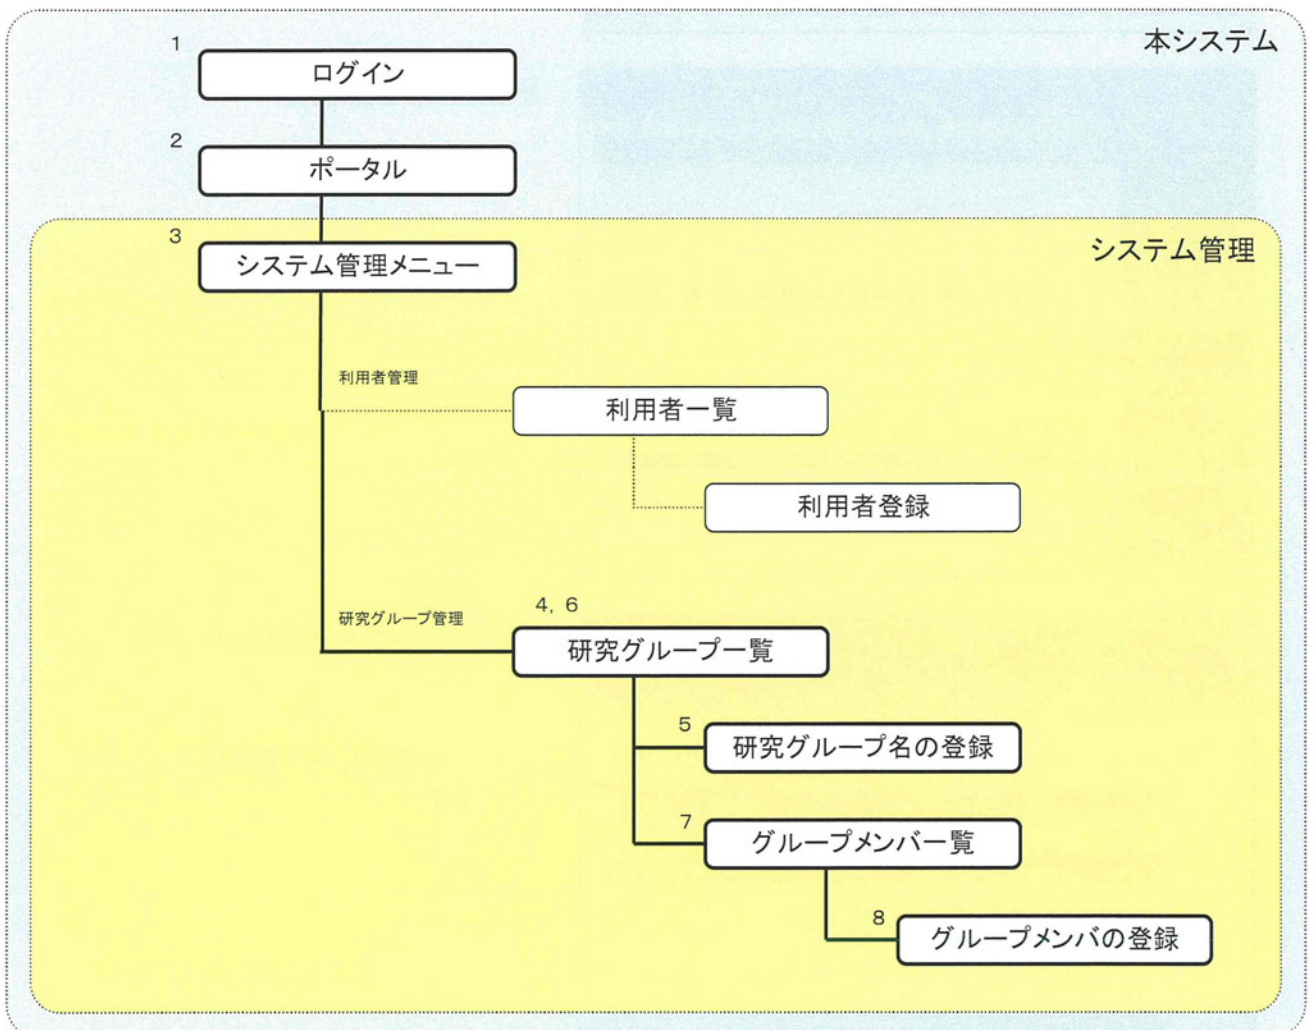 本システム
1
ログイン
2
ポータル
システム管理
3
システム管理メニュー
利用者管理
利用者一覧
利用者登録
研究グループ管理
4, 6
研究グループ一覧
5
研究グループ名の登録
7
グループメンバ一覧
8
グループメンバの登録